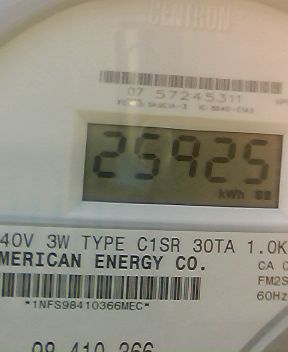 CENTRON
07 57245311
25925
kWh
40V 3W TYPE C1SR 30TA 1.0K
MERICAN ENERGY CO.
CA 0
FM2S
60Hz
*1NFS98410366MEC*
98 410 366